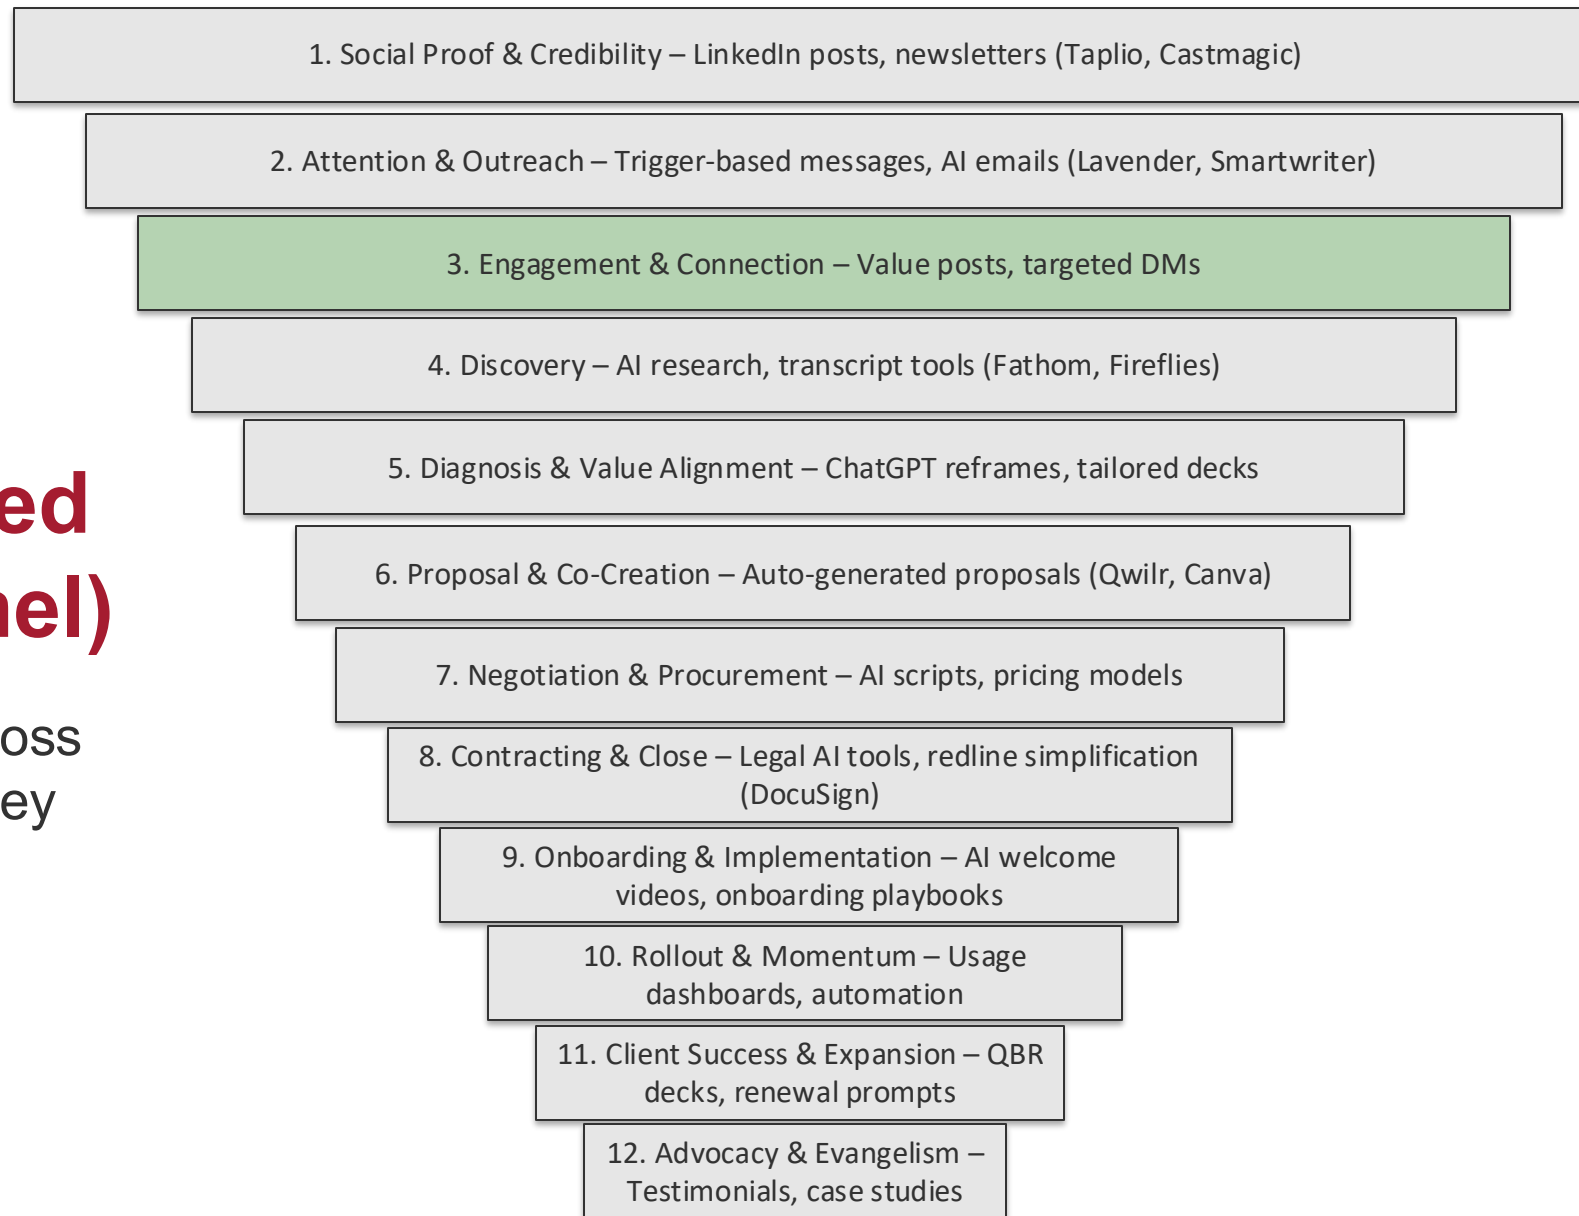 1. Social Proof & Credibility – LinkedIn posts, newsletters (Taplio, Castmagic)
2. Attention & Outreach – Trigger-based messages, AI emails (Lavender, Smartwriter)
3. Engagement & Connection – Value posts, targeted DMs
4. Discovery – AI research, transcript tools (Fathom, Fireflies)
5. Diagnosis & Value Alignment – ChatGPT reframes, tailored decks
6. Proposal & Co-Creation – Auto-generated proposals (Qwilr, Canva)
7. Negotiation & Procurement – AI scripts, pricing models
8. Contracting & Close – Legal AI tools, redline simplification
(DocuSign)
9. Onboarding & Implementation – AI welcome
videos, onboarding playbooks
10. Rollout & Momentum – Usage
dashboards, automation
11. Client Success & Expansion – QBR
decks, renewal prompts
12. Advocacy & Evangelism –
Testimonials, case studies
ed
nel)
oss
ey